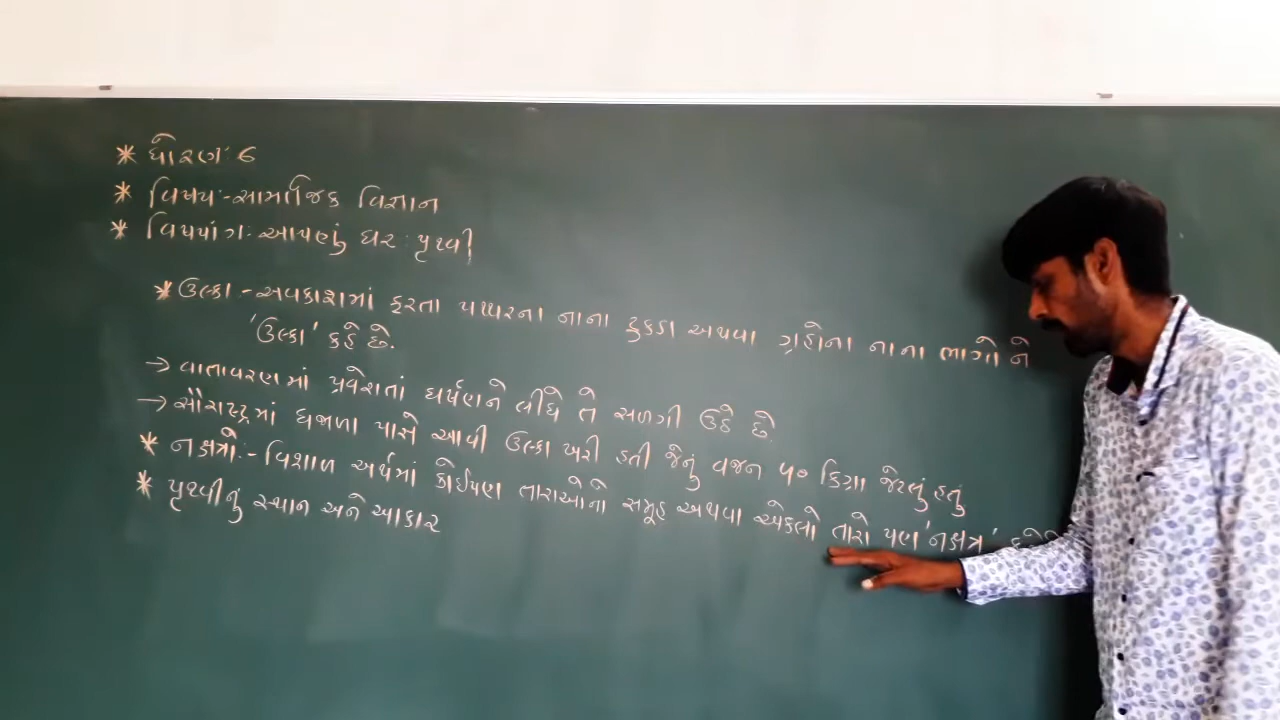 * ધોરણ: 6
* વિષય:-સામાજિક વિજ્ઞાન
* વિષયાંગ: આપણું ઘર: પૃથ્વી
* ઉલ્કા :- અવકાશમાં ફરતા પથ્થરના નાના ટુકડા અથવા ગ્રહોના નાના ભાગો ને
'ઉલ્કા' કહે છે.
→ વાતાવરણમાં પ્રવેશતાં ઘર્ષણને લીધે તે સળગી ઉઠે છે.
→ સૌરાષ્ટ્રમાં ધજાળા પાસે આવી ઉલ્કા ખરી હતી જેનું વજન ૫૦ કિગ્રા જેટલું હતું
* નક્ષત્રો:- વિશાળ અર્થમાં કોઈપણ તારાઓનો સમૂહ અથવા એકલો તારો પણ 'નક્ષત્ર'
* પૃથ્વીનું સ્થાન અને આકાર